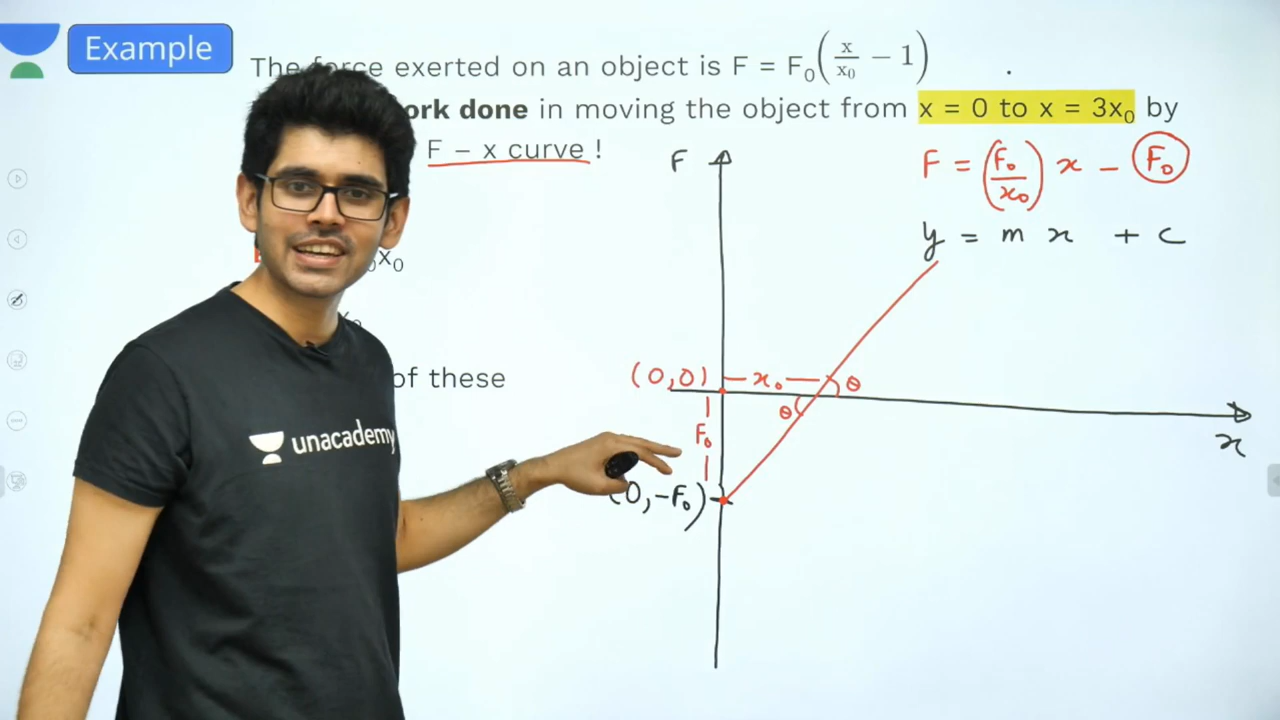 Example
The force exerted on an object is F = F₀(x/x₀ − 1)
ork done in moving the object from x = 0 to x = 3x₀ by
F − x curve !
F
F = (F₀/x₀) x − F₀
y = m x + c
₀x₀
(0,0)
x₀
θ
θ
of these
F₀
unacademy
x
(0, −F₀)